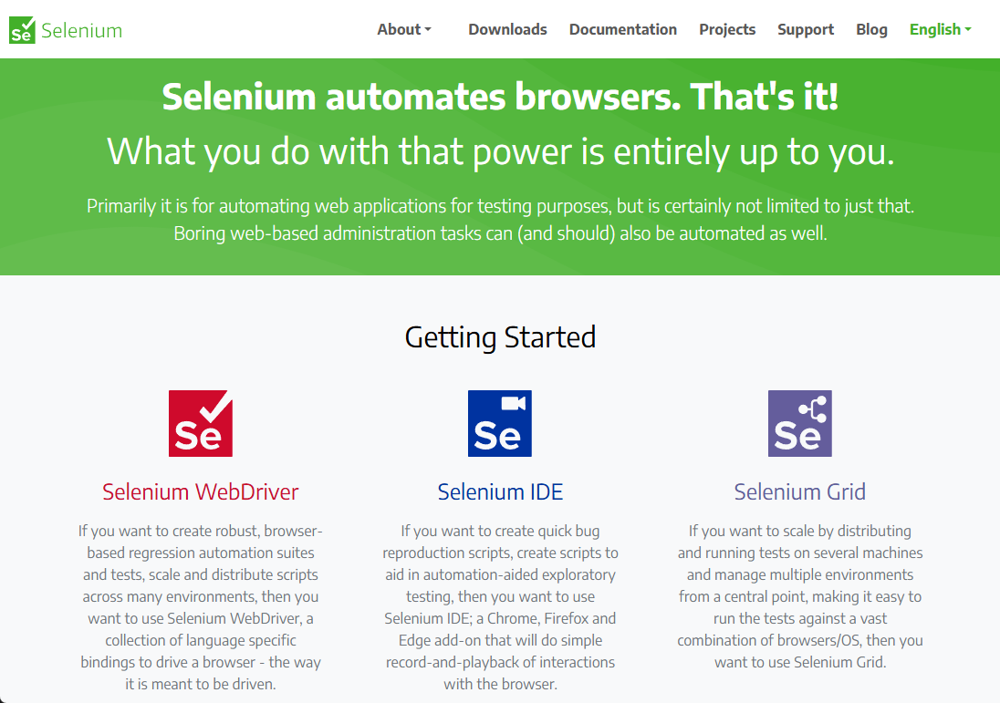 Se Selenium
About
Downloads
Documentation
Projects
Support
Blog
English
Selenium automates browsers. That's it!
What you do with that power is entirely up to you.
Primarily it is for automating web applications for testing purposes, but is certainly not limited to just that.
Boring web-based administration tasks can (and should) also be automated as well.
Getting Started
Se
Selenium WebDriver
If you want to create robust, browser-
based regression automation suites
and tests, scale and distribute scripts
across many environments, then you
want to use Selenium WebDriver, a
collection of language specific
bindings to drive a browser - the way
it is meant to be driven.
Se
Selenium IDE
If you want to create quick bug
reproduction scripts, create scripts to
aid in automation-aided exploratory
testing, then you want to use
Selenium IDE; a Chrome, Firefox and
Edge add-on that will do simple
record-and-playback of interactions
with the browser.
Se
Selenium Grid
If you want to scale by distributing
and running tests on several machines
and manage multiple environments
from a central point, making it easy to
run the tests against a vast
combination of browsers/OS, then you
want to use Selenium Grid.